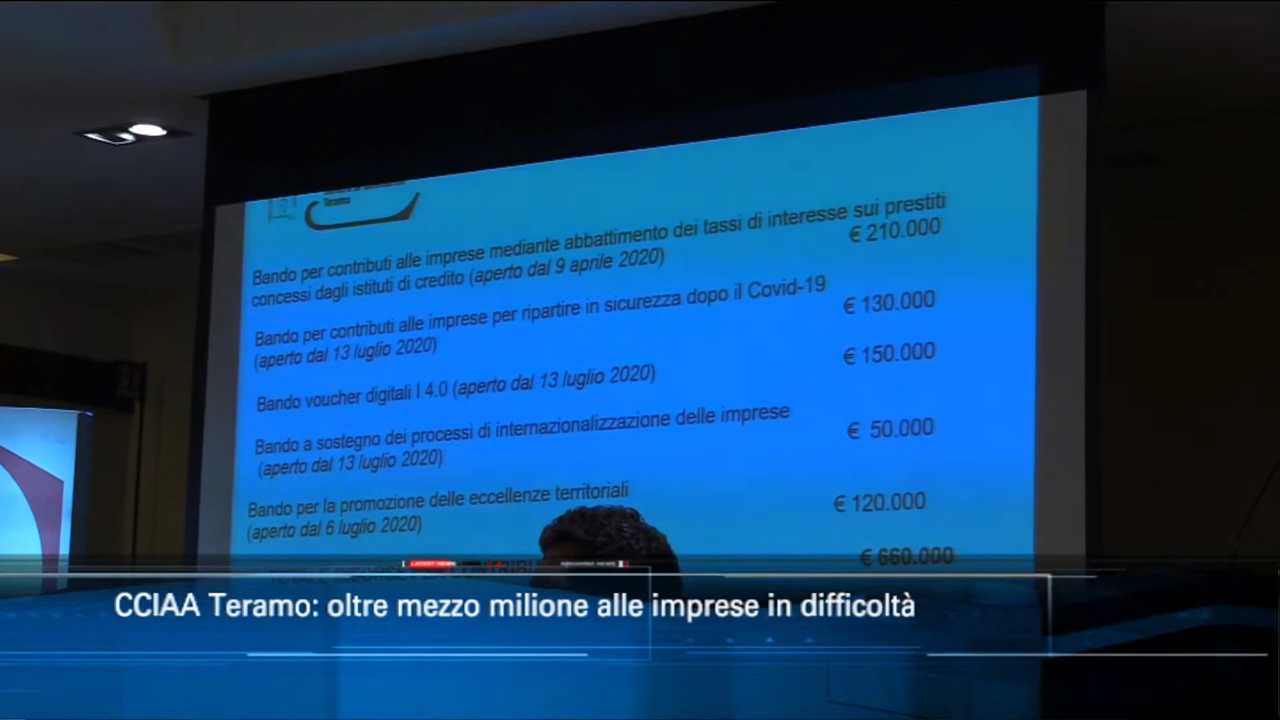 Teramo
Bando per contributi alle imprese mediante abbattimento dei tassi di interesse sui prestiti
concessi dagli istituti di credito (aperto dal 9 aprile 2020)
€ 210.000
Bando per contributi alle imprese per ripartire in sicurezza dopo il Covid-19
(aperto dal 13 luglio 2020)
€ 130.000
Bando voucher digitali I 4.0 (aperto dal 13 luglio 2020)
€ 150.000
Bando a sostegno dei processi di internazionalizzazione delle imprese
(aperto dal 13 luglio 2020)
€ 50.000
Bando per la promozione delle eccellenze territoriali
(aperto dal 6 luglio 2020)
€ 120.000
€ 660.000
LATEST NEWS
CCIAA Teramo: oltre mezzo milione alle imprese in difficoltà